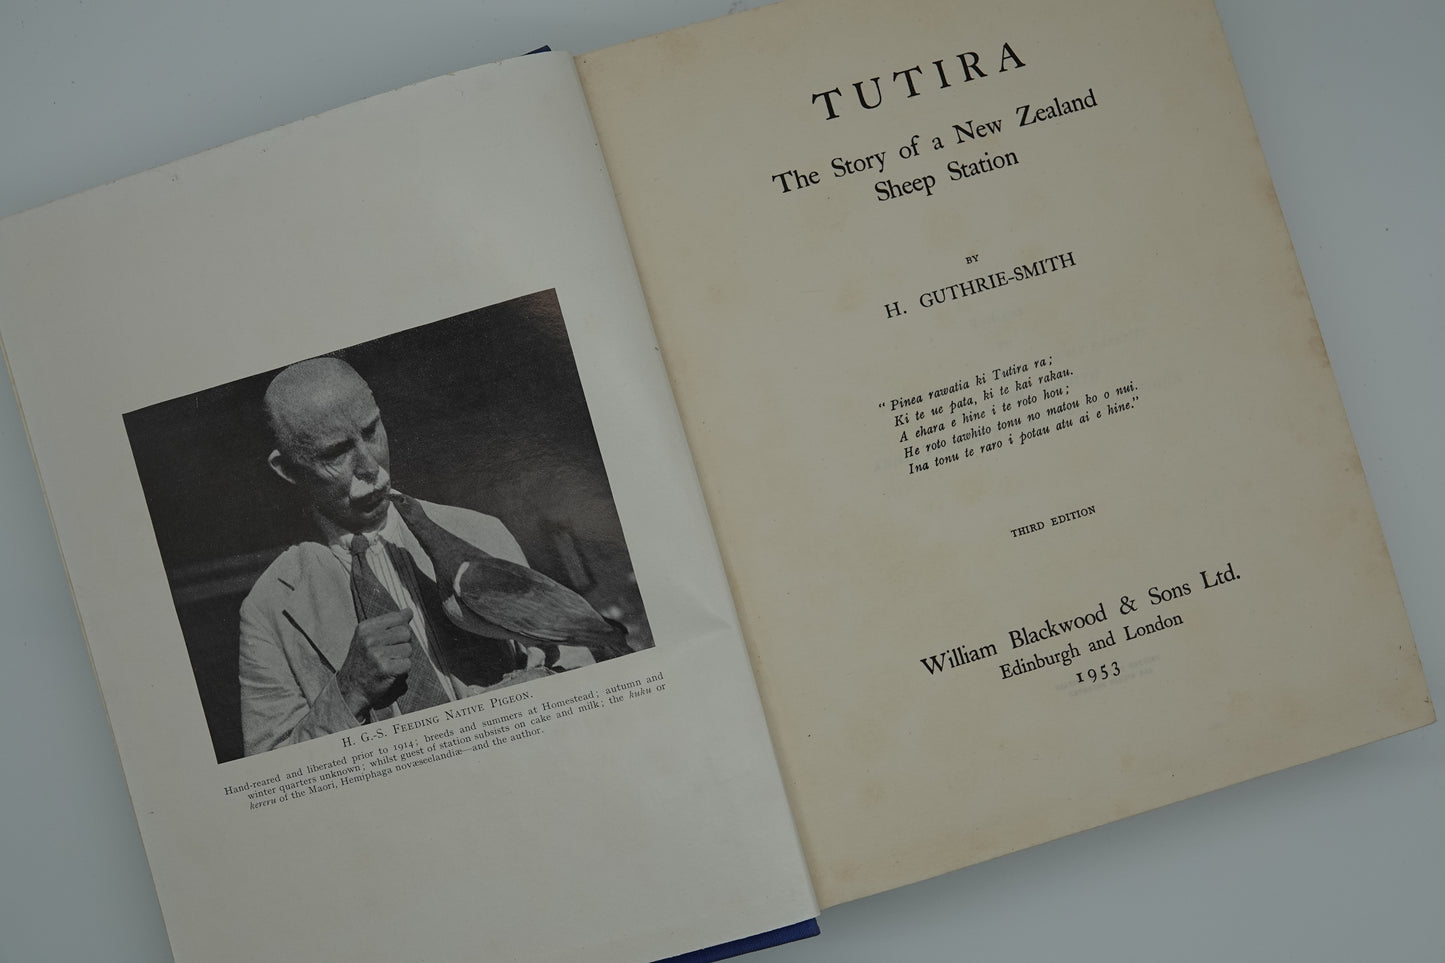 H. G.-S. FEEDING NATIVE PIGEON.
Hand-reared and liberated prior to 1914; breeds and summers at Homestead; autumn and
winter quarters unknown; whilst guest of station subsists on cake and milk; the kuku or
kereru of the Maori, Hemiphaga novæseelandiæ—and the author.
TUTIRA
The Story of a New Zealand
Sheep Station
BY
H. GUTHRIE-SMITH
" Pinea rawatia ki Tutira ra;
Ki te ue pata, ki te kai rakau.
A ehara e hine i te roto hou;
He roto tawhito tonu no matou ko o nui.
Ina tonu te raro i potau atu ai e hine."
THIRD EDITION
William Blackwood & Sons Ltd.
Edinburgh and London
1953